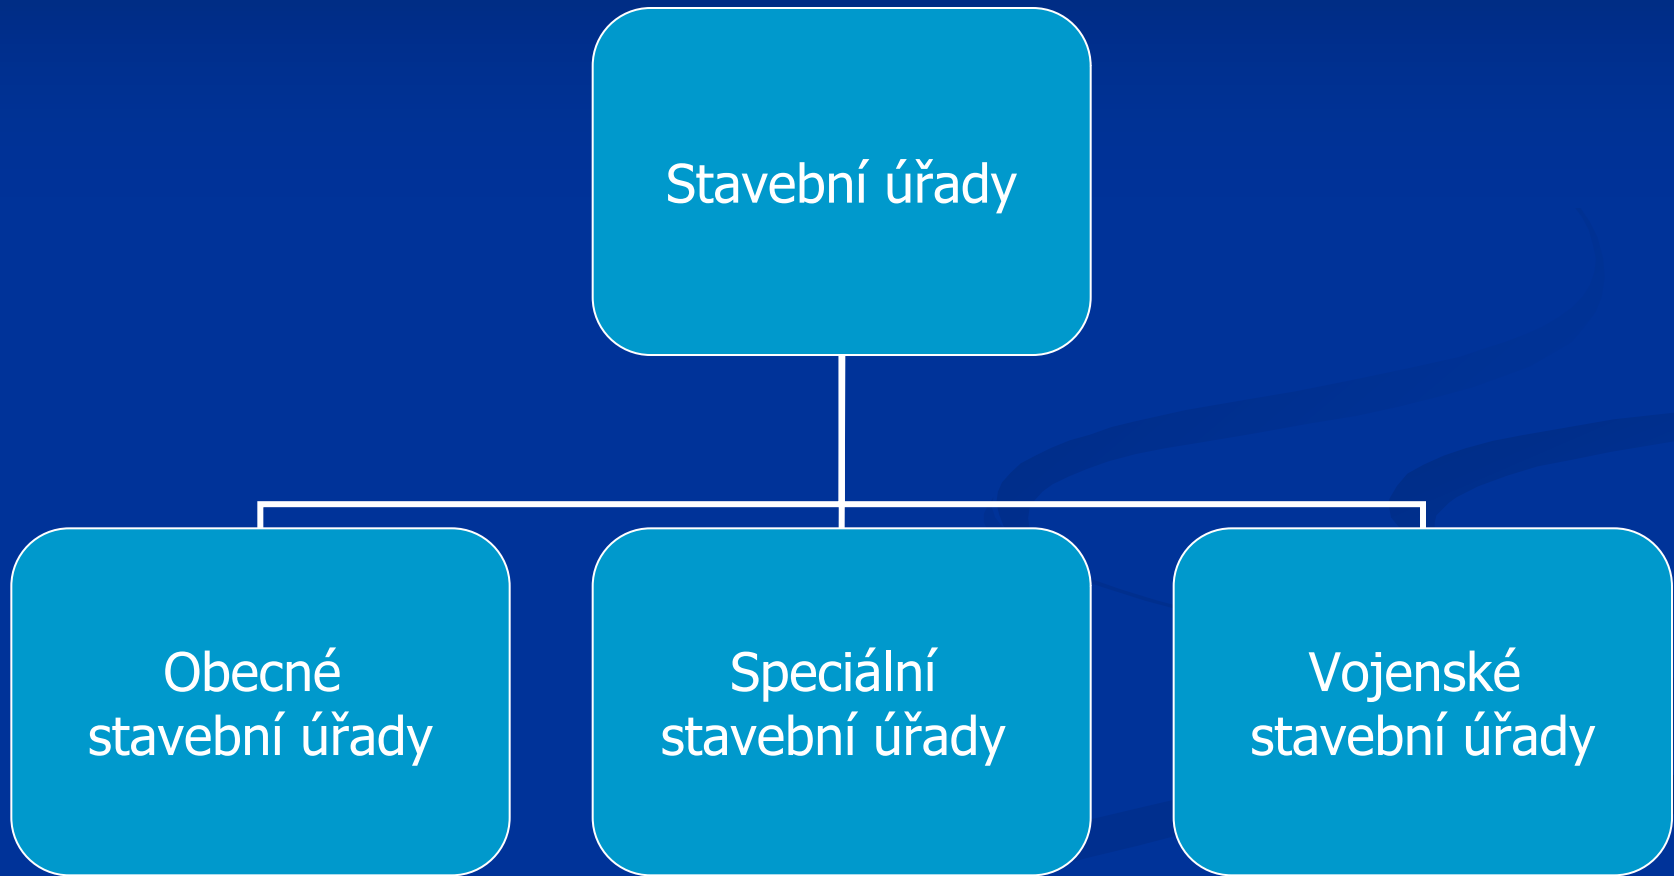 Stavební úřady
Obecné
stavební úřady
Speciální
stavební úřady
Vojenské
stavební úřady